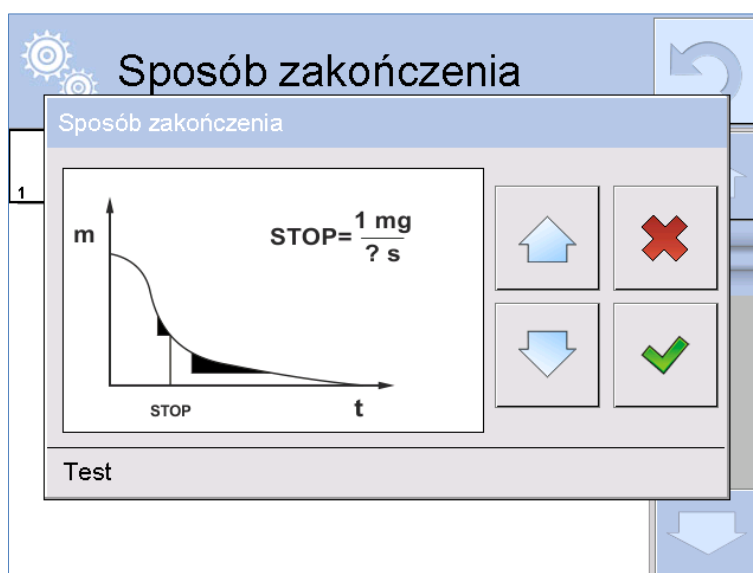 Sposób zakończenia
Sposób zakończenia
1
m
STOP= 1 mg
? s
STOP
t
Test